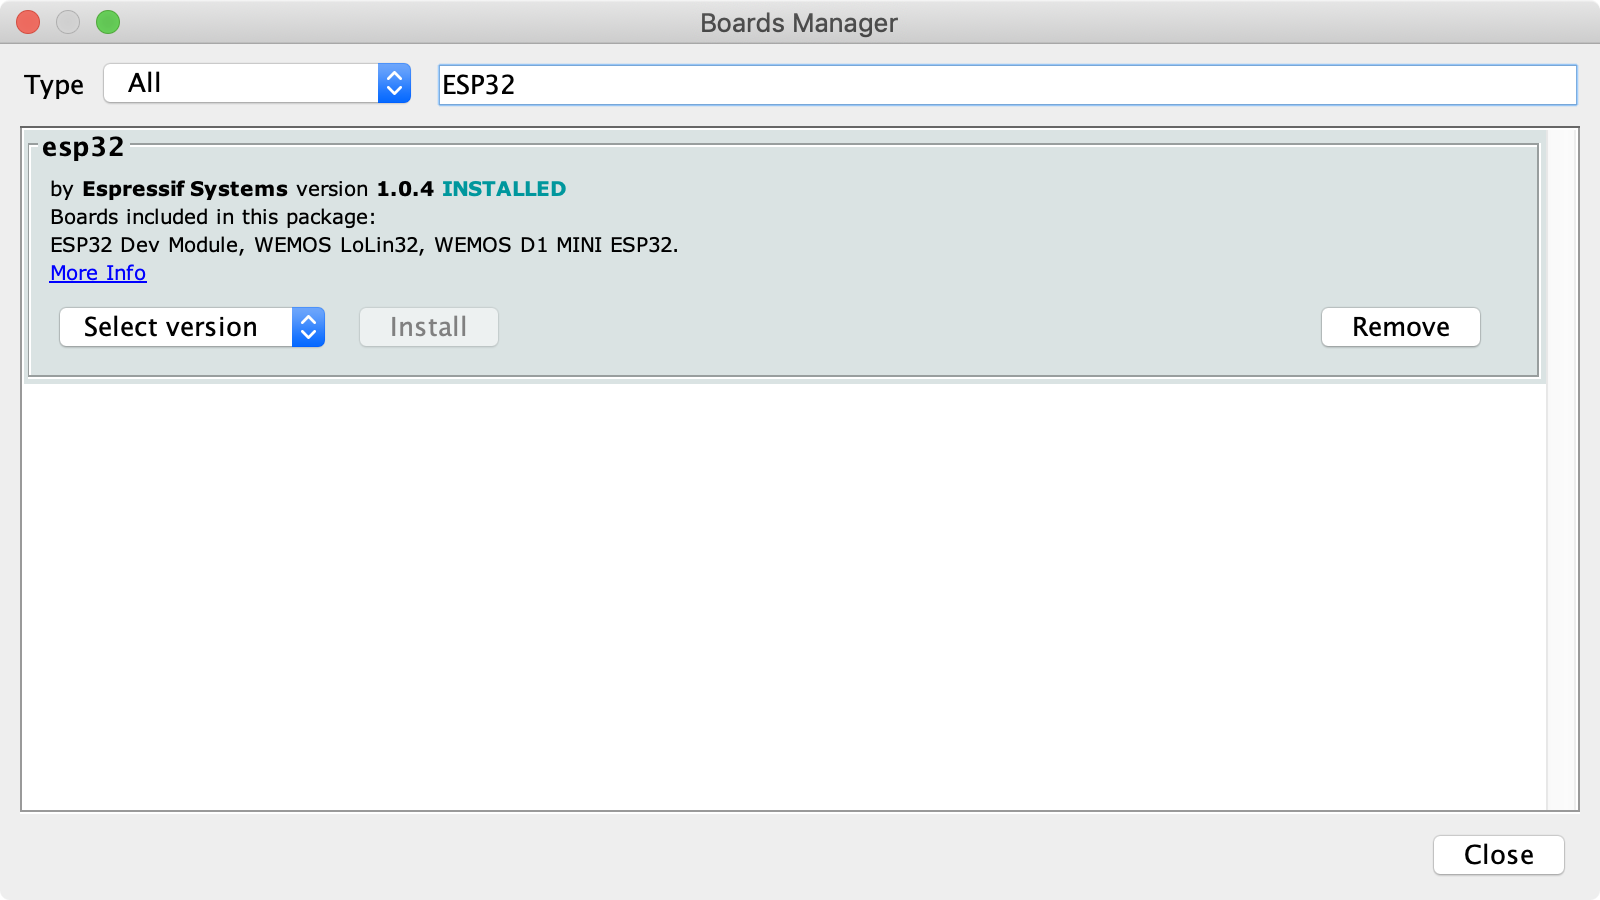 Boards Manager
Type All ESP32
esp32
by Espressif Systems version 1.0.4 INSTALLED
Boards included in this package:
ESP32 Dev Module, WEMOS LoLin32, WEMOS D1 MINI ESP32.
More Info
Select version Install Remove
Close